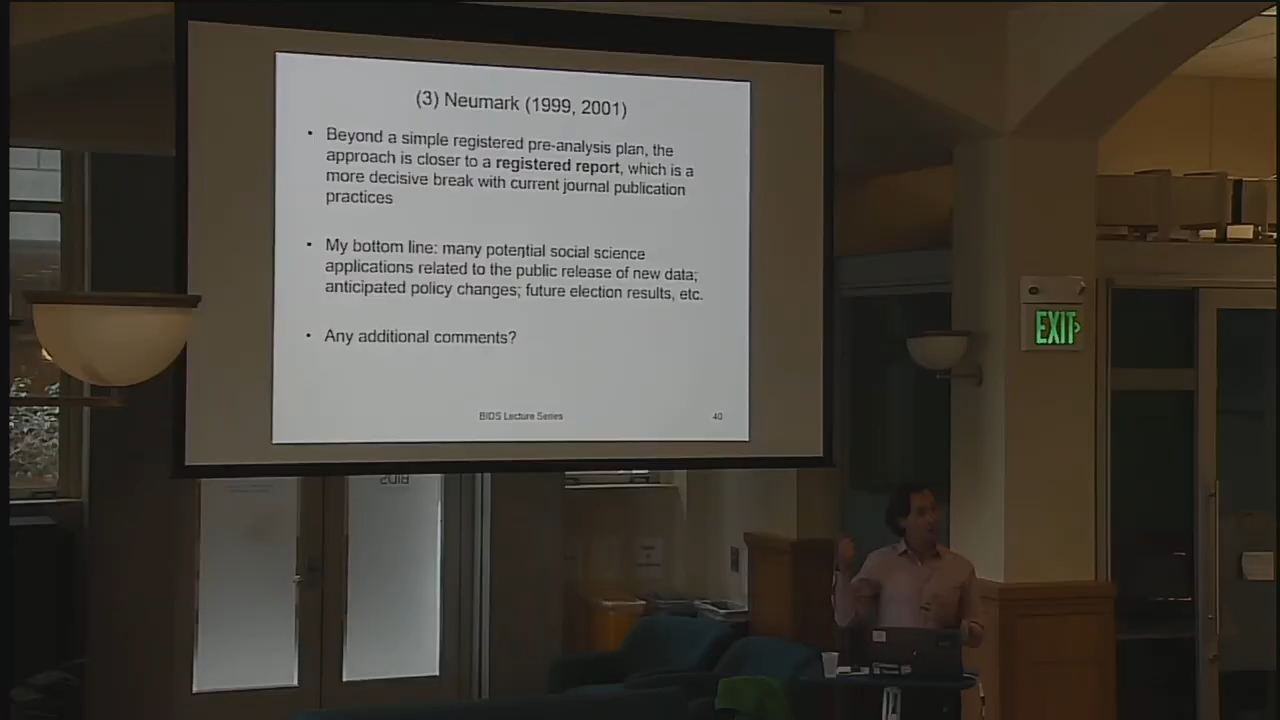 (3) Neumark (1999, 2001)
• Beyond a simple registered pre-analysis plan, the
approach is closer to a registered report, which is a
more decisive break with current journal publication
practices
• My bottom line: many potential social science
applications related to the public release of new data;
anticipated policy changes; future election results, etc.
• Any additional comments?
BIDS Lecture Series
40
EXIT